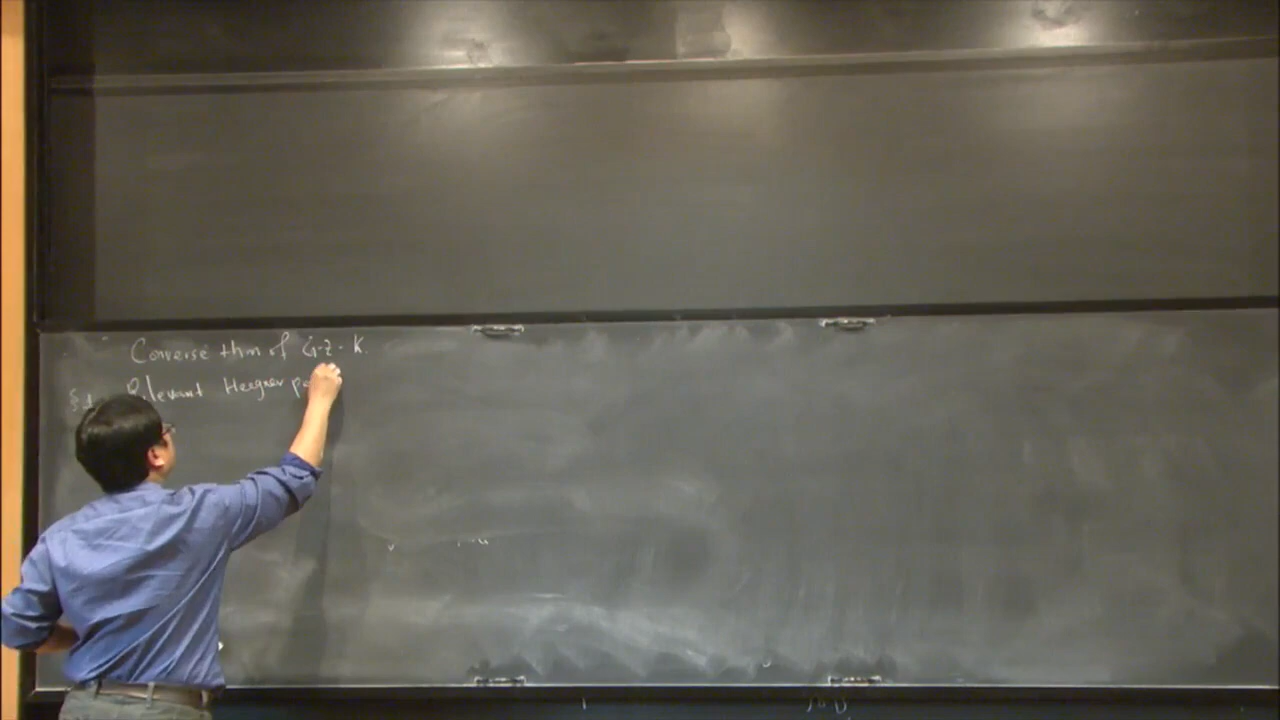 Converse thm of G-Z-K.
§1. Relevant Heegner p